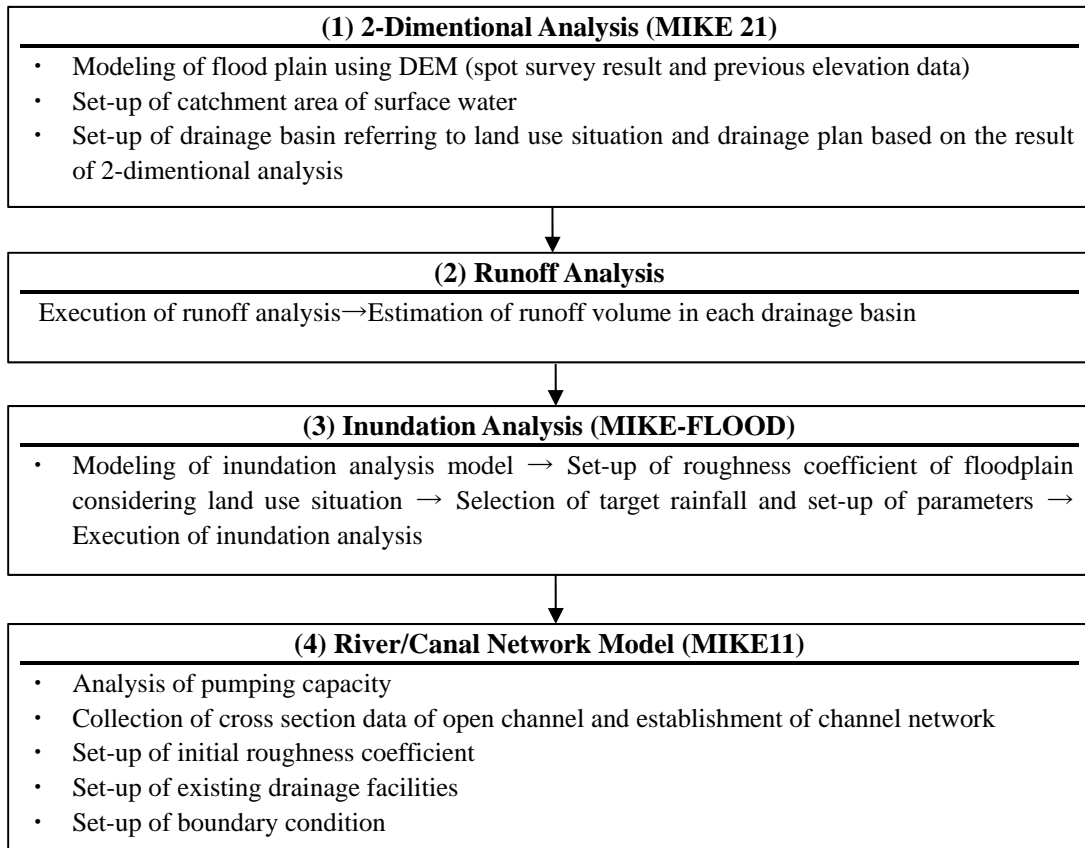 (1) 2-Dimentional Analysis (MIKE 21)
・ Modeling of flood plain using DEM (spot survey result and previous elevation data)
・ Set-up of catchment area of surface water
・ Set-up of drainage basin referring to land use situation and drainage plan based on the result
of 2-dimentional analysis
(2) Runoff Analysis
Execution of runoff analysis→Estimation of runoff volume in each drainage basin
(3) Inundation Analysis (MIKE-FLOOD)
・ Modeling of inundation analysis model → Set-up of roughness coefficient of floodplain
considering land use situation → Selection of target rainfall and set-up of parameters →
Execution of inundation analysis
(4) River/Canal Network Model (MIKE11)
・ Analysis of pumping capacity
・ Collection of cross section data of open channel and establishment of channel network
・ Set-up of initial roughness coefficient
・ Set-up of existing drainage facilities
・ Set-up of boundary condition